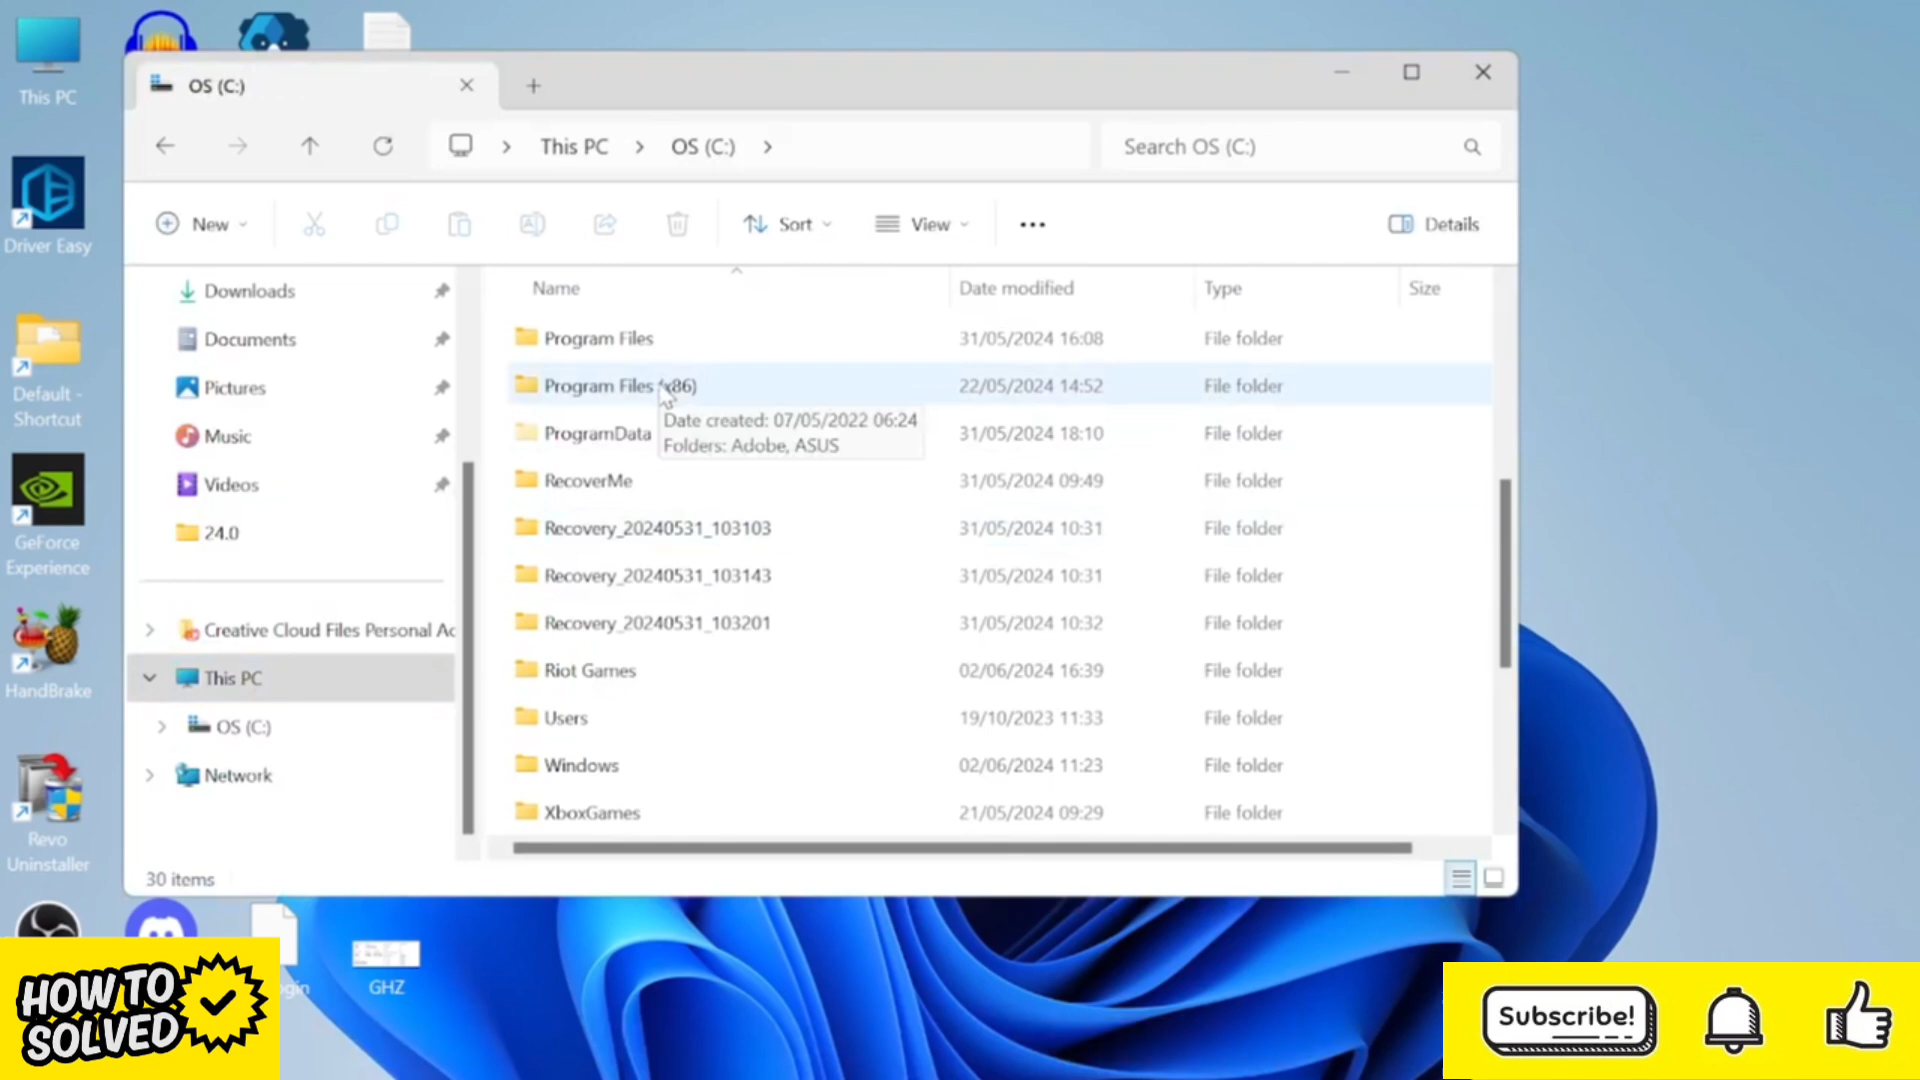 This PC
Driver Easy
Default -
Shortcut
GeForce
Experience
HandBrake
Revo
Uninstaller
OS (C:)
This PC
OS (C:)
Search OS (C:)
New
Sort
View
Details
Downloads
Documents
Pictures
Music
Videos
24.0
Creative Cloud Files Personal Ac
This PC
OS (C:)
Network
Name Date modified Type Size
Program Files 31/05/2024 16:08 File folder
Program Files (x86) 22/05/2024 14:52 File folder
Date created: 07/05/2022 06:24
Folders: Adobe, ASUS
ProgramData 31/05/2024 18:10 File folder
RecoverMe 31/05/2024 09:49 File folder
Recovery_20240531_103103 31/05/2024 10:31 File folder
Recovery_20240531_103143 31/05/2024 10:31 File folder
Recovery_20240531_103201 31/05/2024 10:32 File folder
Riot Games 02/06/2024 16:39 File folder
Users 19/10/2023 11:33 File folder
Windows 02/06/2024 11:23 File folder
XboxGames 21/05/2024 09:29 File folder
30 items
GHZ
HOW TO
SOLVED
Subscribe!